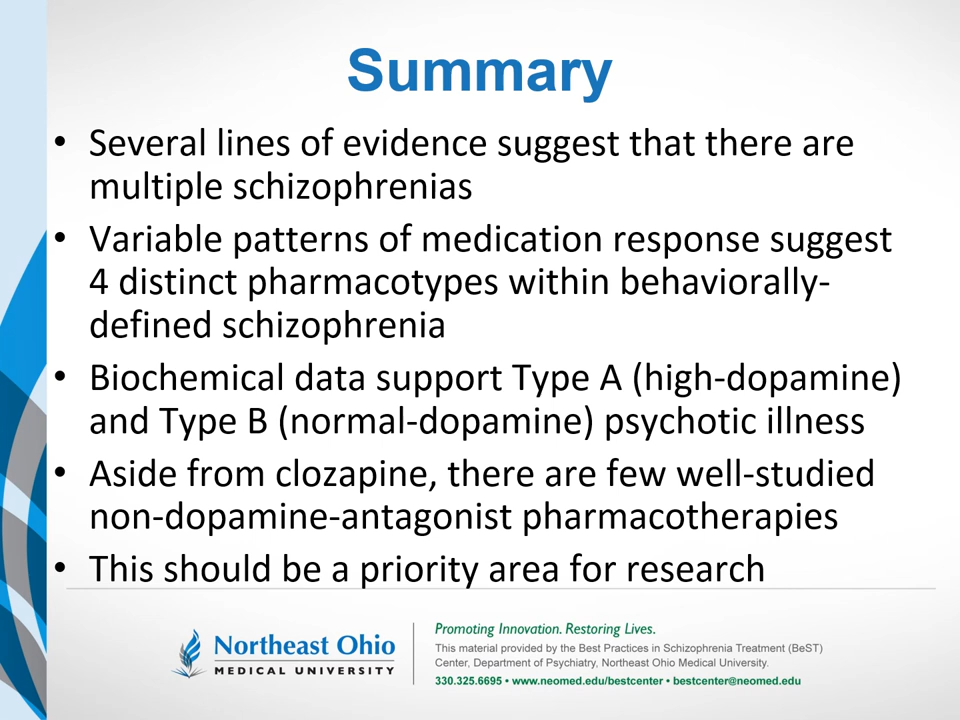 Summary
• Several lines of evidence suggest that there are
multiple schizophrenias
• Variable patterns of medication response suggest
4 distinct pharmacotypes within behaviorally-
defined schizophrenia
• Biochemical data support Type A (high-dopamine)
and Type B (normal-dopamine) psychotic illness
• Aside from clozapine, there are few well-studied
non-dopamine-antagonist pharmacotherapies
• This should be a priority area for research
Northeast Ohio
MEDICAL UNIVERSITY
Promoting Innovation. Restoring Lives.
This material provided by the Best Practices in Schizophrenia Treatment (BeST)
Center, Department of Psychiatry, Northeast Ohio Medical University.
330.325.6695 • www.neomed.edu/bestcenter • bestcenter@neomed.edu